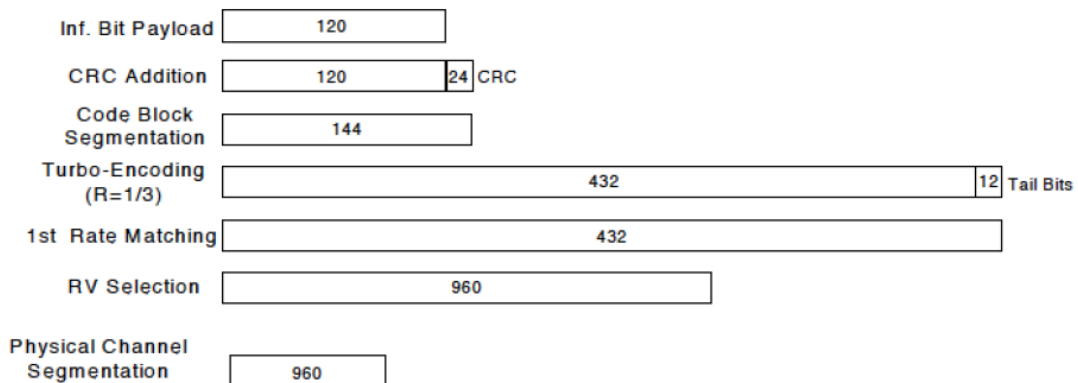 Inf. Bit Payload 120
CRC Addition 120 24 CRC
Code Block
Segmentation 144
Turbo-Encoding
(R=1/3) 432 12 Tail Bits
1st Rate Matching 432
RV Selection 960
Physical Channel
Segmentation 960